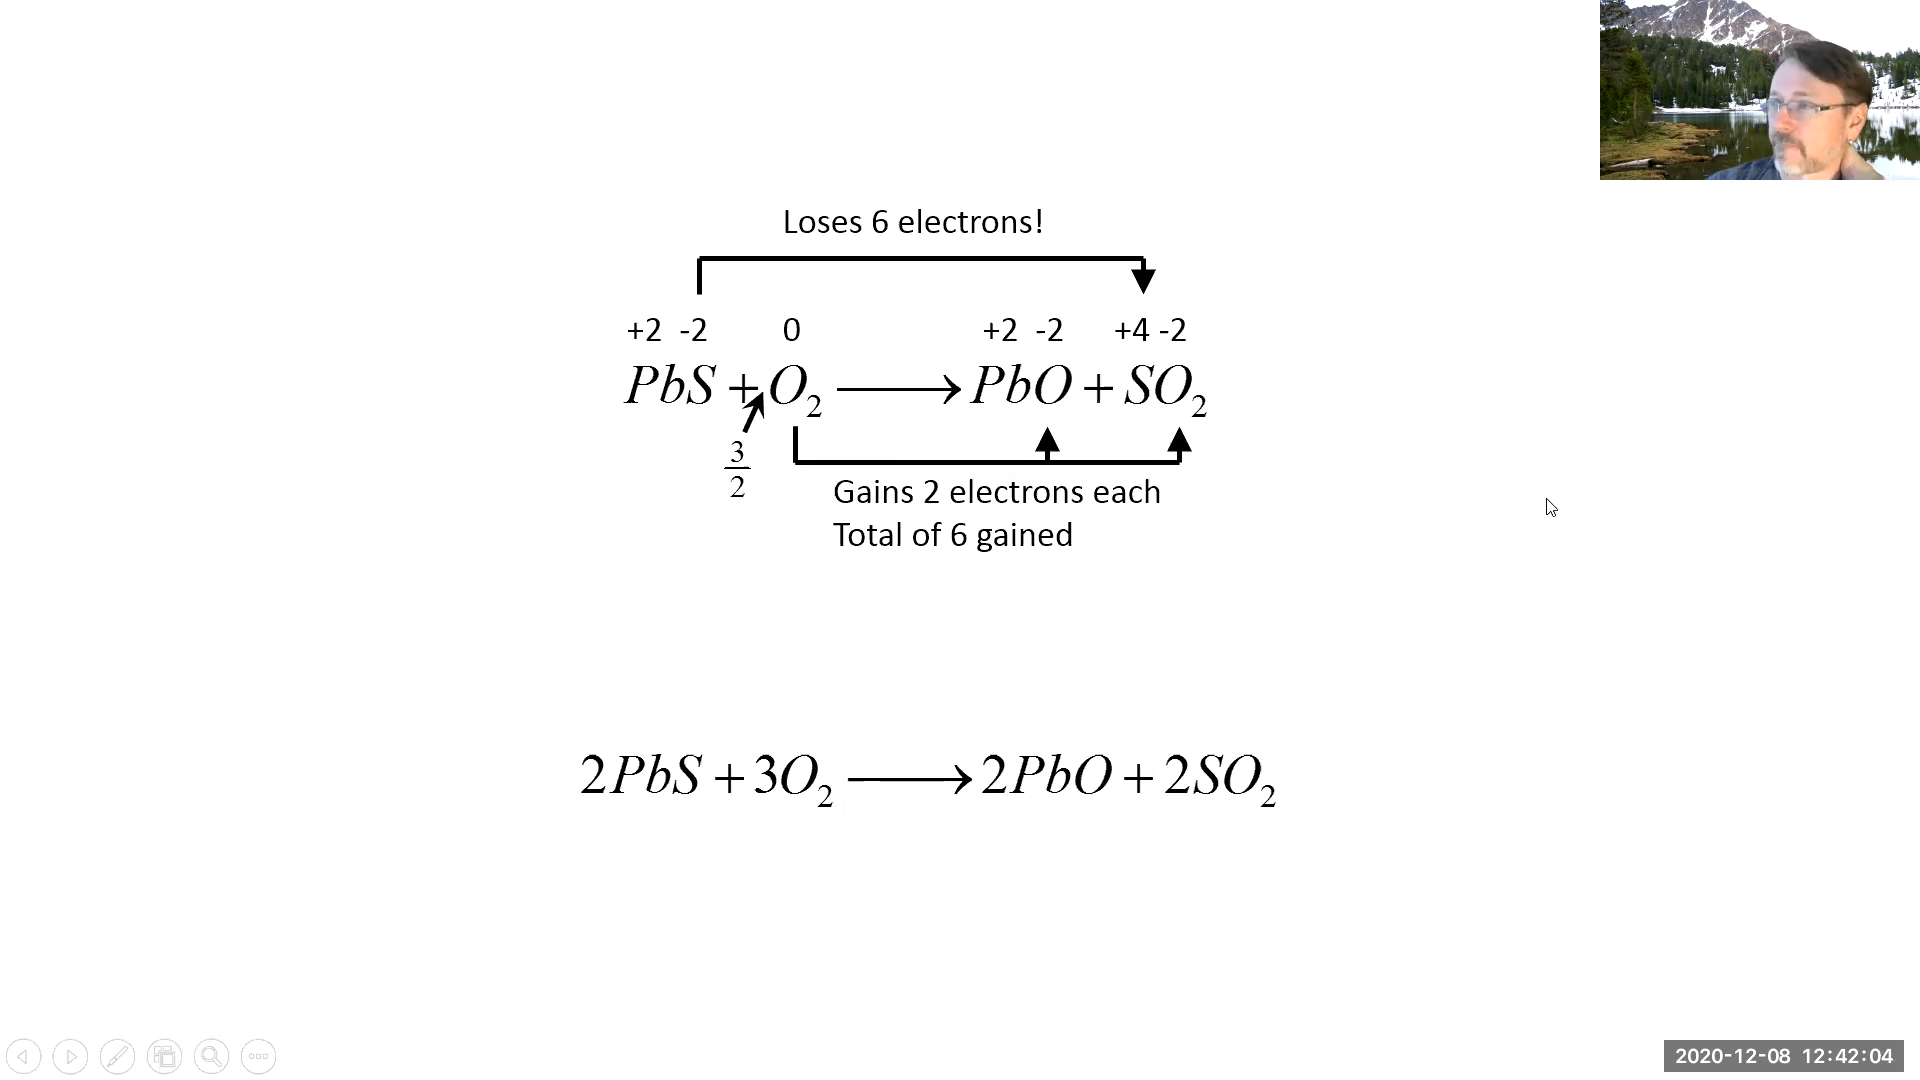 Loses 6 electrons!
+2 -2 0 +2 -2 +4 -2
PbS + O₂ ⟶ PbO + SO₂
3/2
Gains 2 electrons each
Total of 6 gained
2PbS + 3O₂ ⟶ 2PbO + 2SO₂
2020-12-08 12:42:04